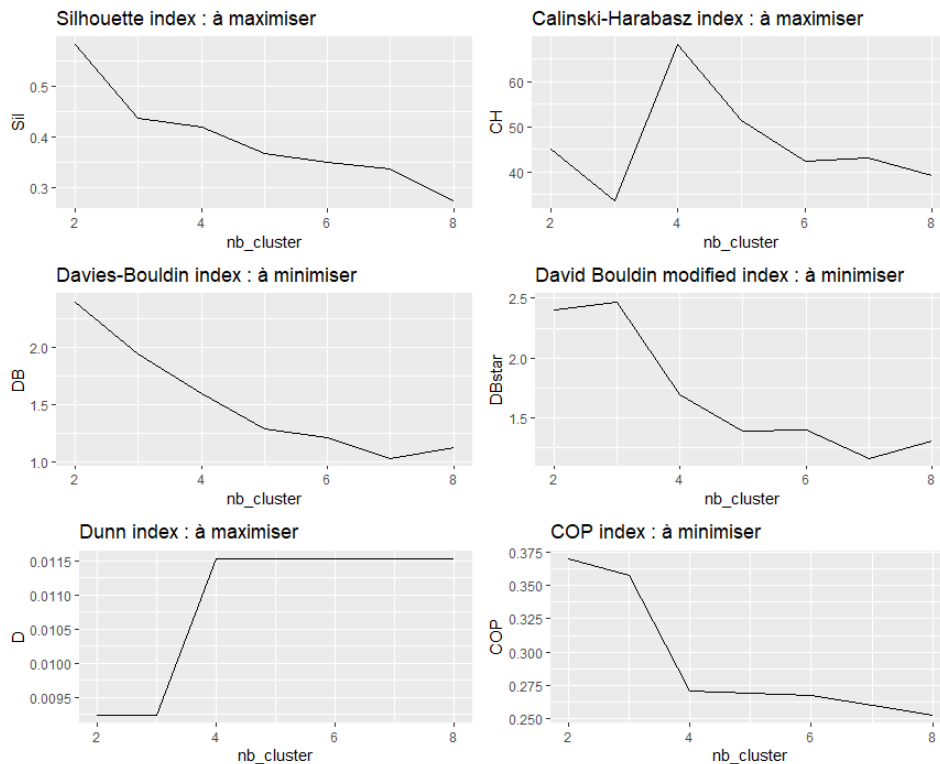 Silhouette index : à maximiser
Sil
0.5
0.4
0.3
2
4
6
8
nb_cluster
Calinski-Harabasz index : à maximiser
CH
60
50
40
2
4
6
8
nb_cluster
Davies-Bouldin index : à minimiser
DB
2.0
1.5
1.0
2
4
6
8
nb_cluster
David Bouldin modified index : à minimiser
DBstar
2.5
2.0
1.5
2
4
6
8
nb_cluster
Dunn index : à maximiser
D
0.0115
0.0110
0.0105
0.0100
0.0095
2
4
6
8
nb_cluster
COP index : à minimiser
COP
0.375
0.350
0.325
0.300
0.275
0.250
2
4
6
8
nb_cluster